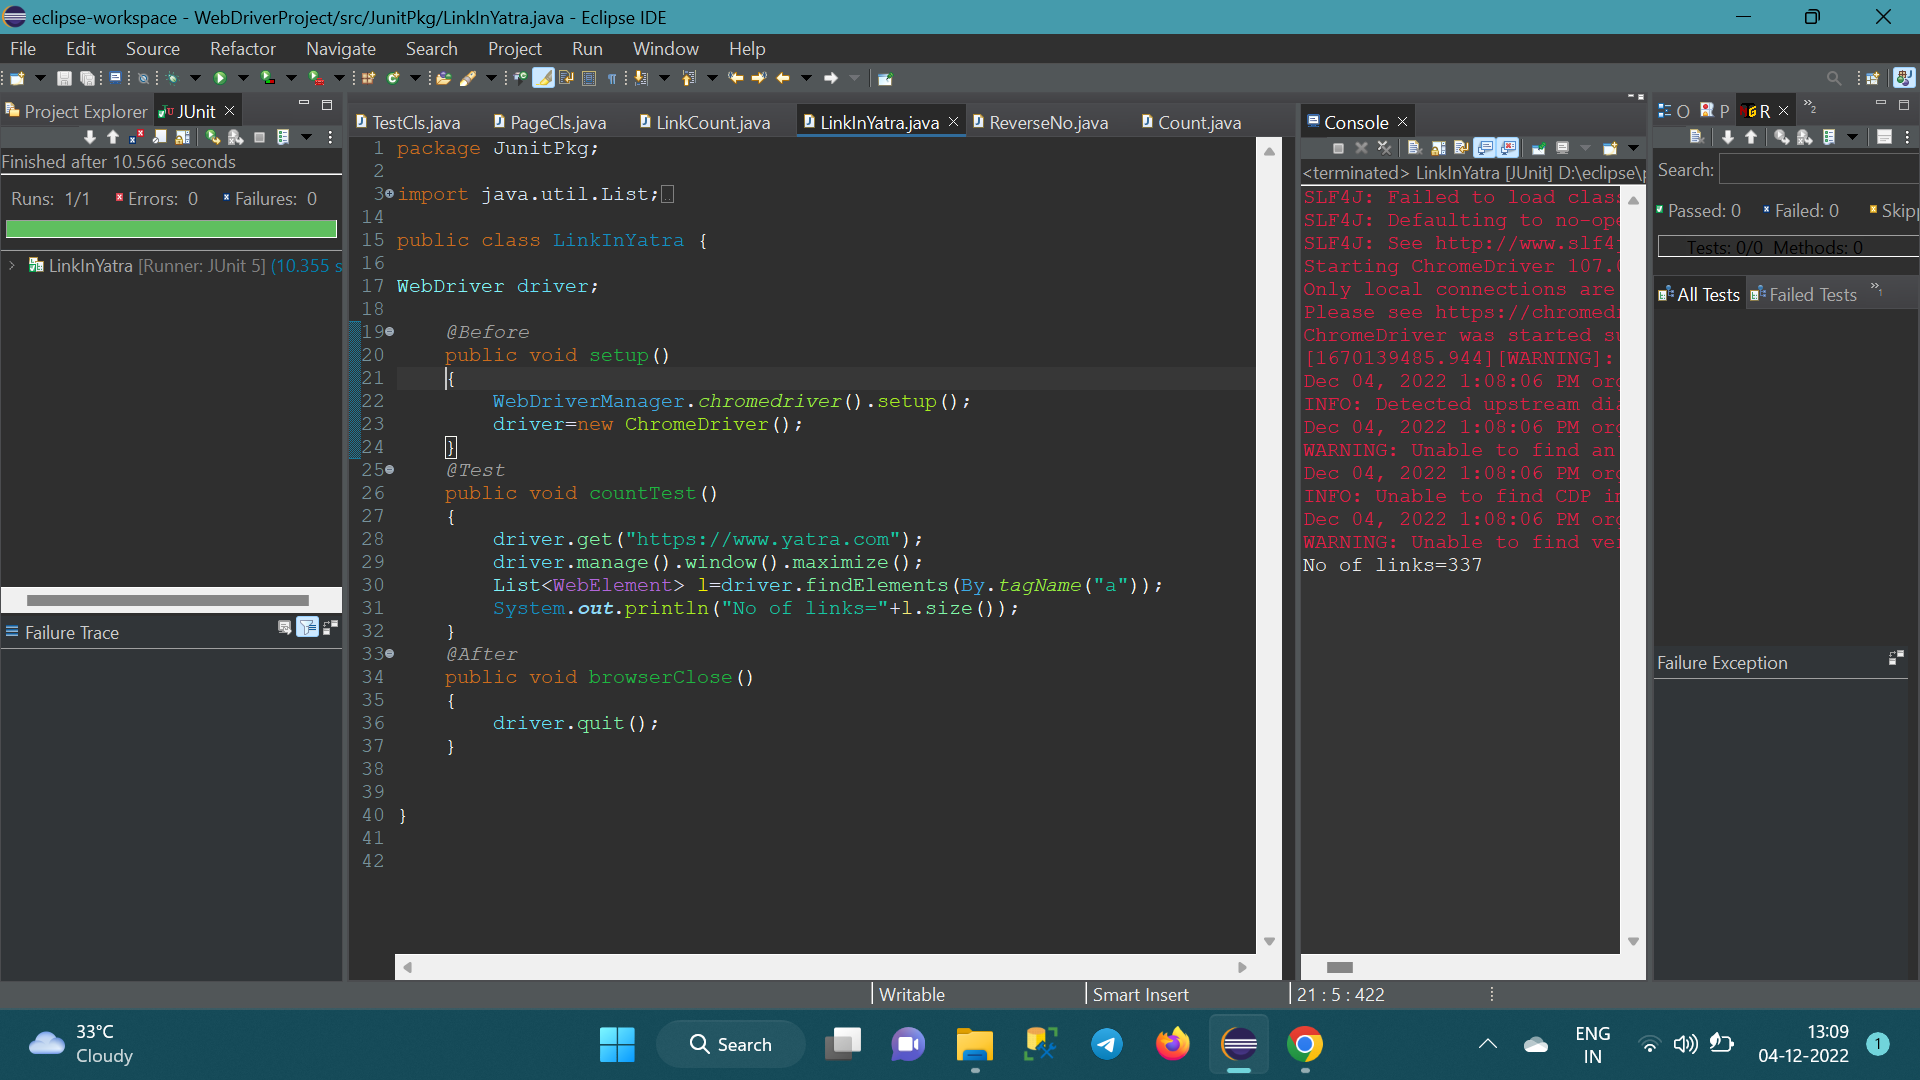 eclipse-workspace - WebDriverProject/src/JunitPkg/LinkInYatra.java - Eclipse IDE
File Edit Source Refactor Navigate Search Project Run Window Help
Project Explorer JUnit
Finished after 10.566 seconds
Runs: 1/1 Errors: 0 Failures: 0
LinkInYatra [Runner: JUnit 5] (10.355 s
Failure Trace
TestCls.java PageCls.java LinkCount.java LinkInYatra.java ReverseNo.java Count.java
1 package JunitPkg;
2
3 import java.util.List;
14
15 public class LinkInYatra {
16
17 WebDriver driver;
18
19 @Before
20 public void setup()
21 {
22 WebDriverManager.chromedriver().setup();
23 driver=new ChromeDriver();
24 }
25 @Test
26 public void countTest()
27 {
28 driver.get("https://www.yatra.com");
29 driver.manage().window().maximize();
30 List<WebElement> l=driver.findElements(By.tagName("a"));
31 System.out.println("No of links="+l.size());
32 }
33 @After
34 public void browserClose()
35 {
36 driver.quit();
37 }
38
39
40 }
41
42
Console
<terminated> LinkInYatra [JUnit] D:\eclipse\
SLF4J: Failed to load clas
SLF4J: Defaulting to no-op
SLF4J: See http://www.slf4
Starting ChromeDriver 107.
Only local connections are
Please see https://chromed
ChromeDriver was started s
[1670139485.944][WARNING]:
Dec 04, 2022 1:08:06 PM or
INFO: Detected upstream di
Dec 04, 2022 1:08:06 PM or
WARNING: Unable to find an
Dec 04, 2022 1:08:06 PM or
INFO: Unable to find CDP i
Dec 04, 2022 1:08:06 PM or
WARNING: Unable to find ve
No of links=337
O P R
Search:
Passed: 0 Failed: 0 Skip
Tests: 0/0 Methods: 0
All Tests Failed Tests
Failure Exception
Writable Smart Insert 21 : 5 : 422
33°C
Cloudy
Search
ENG
IN
13:09
04-12-2022
1